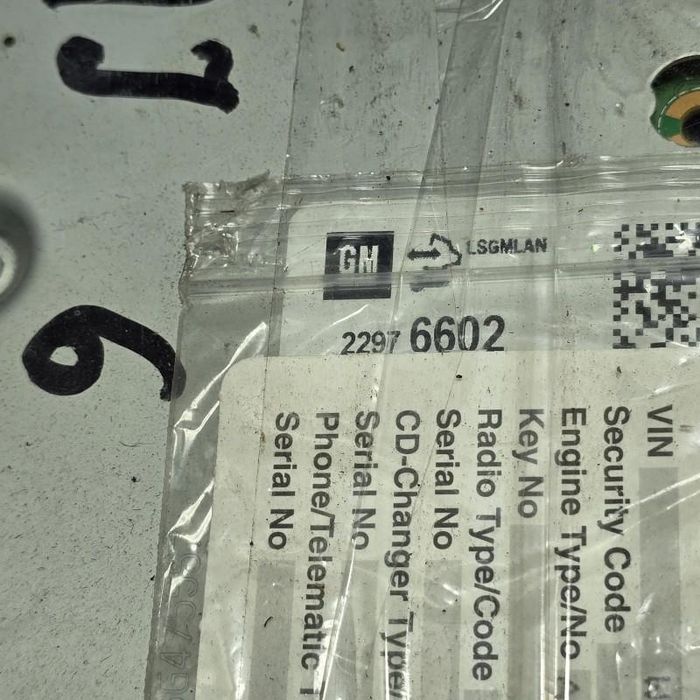 GM
LSGMLAN
2297 6602
VIN
Security Code
Engine Type/No
Key No
Radio Type/Code
Serial No
CD-Changer Type/
Serial No
Phone/Telematic
Serial No